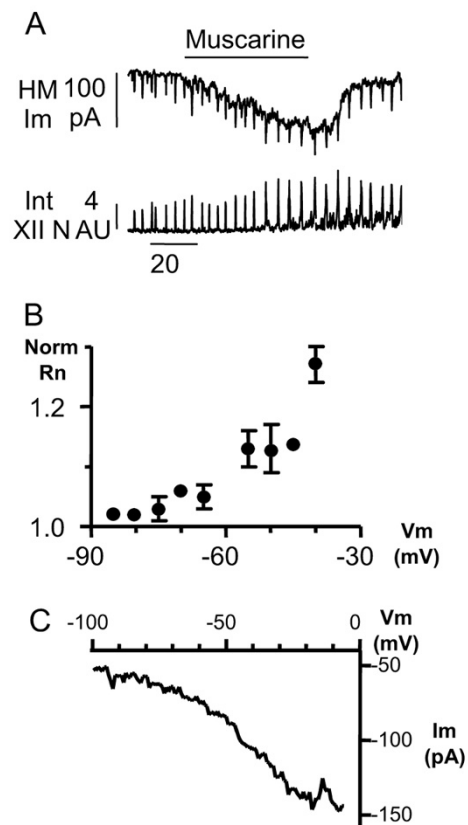 A
Muscarine
HM 100
Im pA
Int 4
XII N AU
20
B
Norm
Rn
1.2
1.0
-90 -60 -30
Vm
(mV)
C
-100 -50 0
Vm
(mV)
-50
-100
-150
Im
(pA)